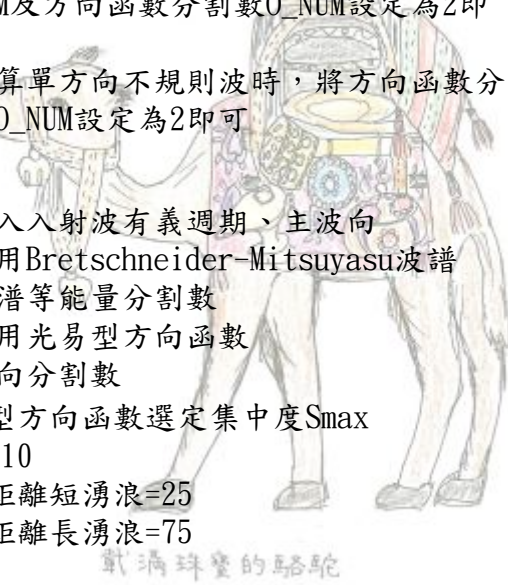 M及方向函數分割數O_NUM設定為2即
算單方向不規則波時，將方向函數分
O_NUM設定為2即可
入入射波有義週期、主波向
用Bretschneider-Mitsuyasu波譜
譜等能量分割數
用光易型方向函數
向分割數
型方向函數選定集中度Smax
10
距離短湧浪=25
距離長湧浪=75
載滿珠寶的駱駝